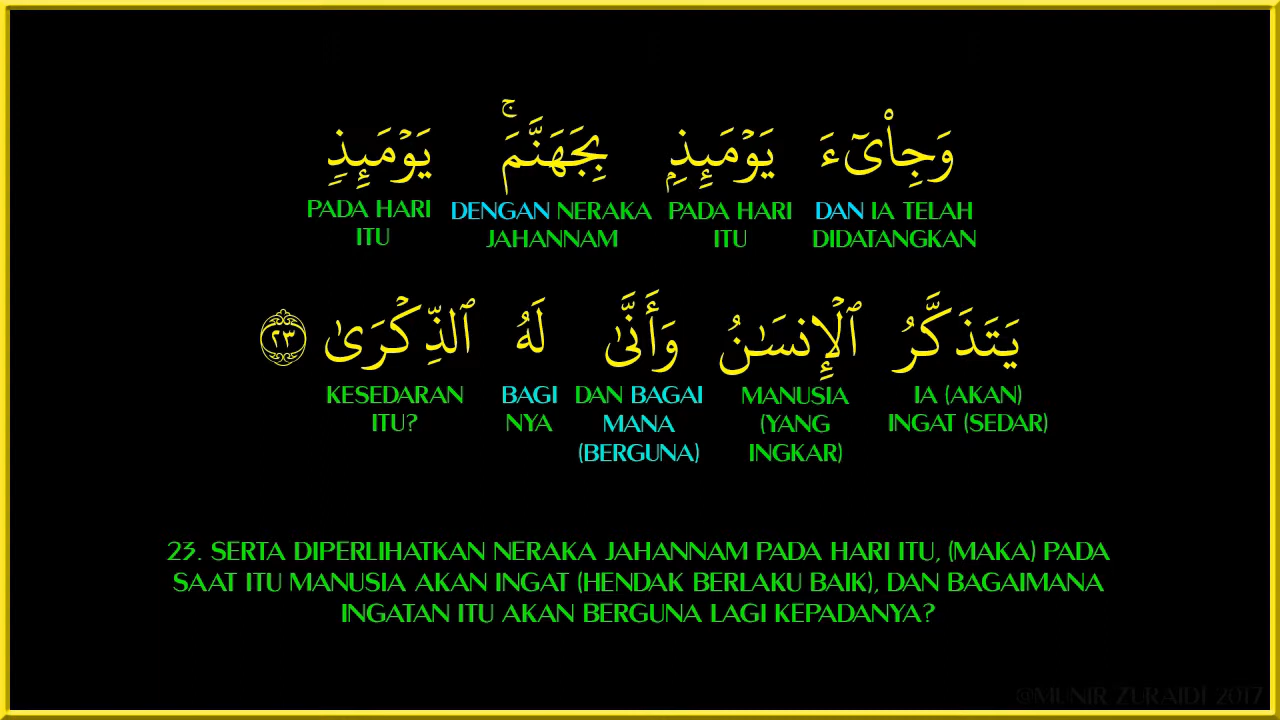 وَجِا۟ىٓءَ يَوْمَئِذٍۭ بِجَهَنَّمَ ۚ يَوْمَئِذٍ
DAN IA TELAH DIDATANGKAN
PADA HARI ITU
DENGAN NERAKA JAHANNAM
PADA HARI ITU
يَتَذَكَّرُ ٱلْإِنسَـٰنُ وَأَنَّىٰ لَهُ ٱلذِّكْرَىٰ ٢٣
IA (AKAN) INGAT (SEDAR)
MANUSIA (YANG INGKAR)
DAN BAGAI MANA (BERGUNA)
BAGI NYA
KESEDARAN ITU?
23. SERTA DIPERLIHATKAN NERAKA JAHANNAM PADA HARI ITU, (MAKA) PADA
SAAT ITU MANUSIA AKAN INGAT (HENDAK BERLAKU BAIK), DAN BAGAIMANA
INGATAN ITU AKAN BERGUNA LAGI KEPADANYA?
@MUNIR ZURAIDI 2017